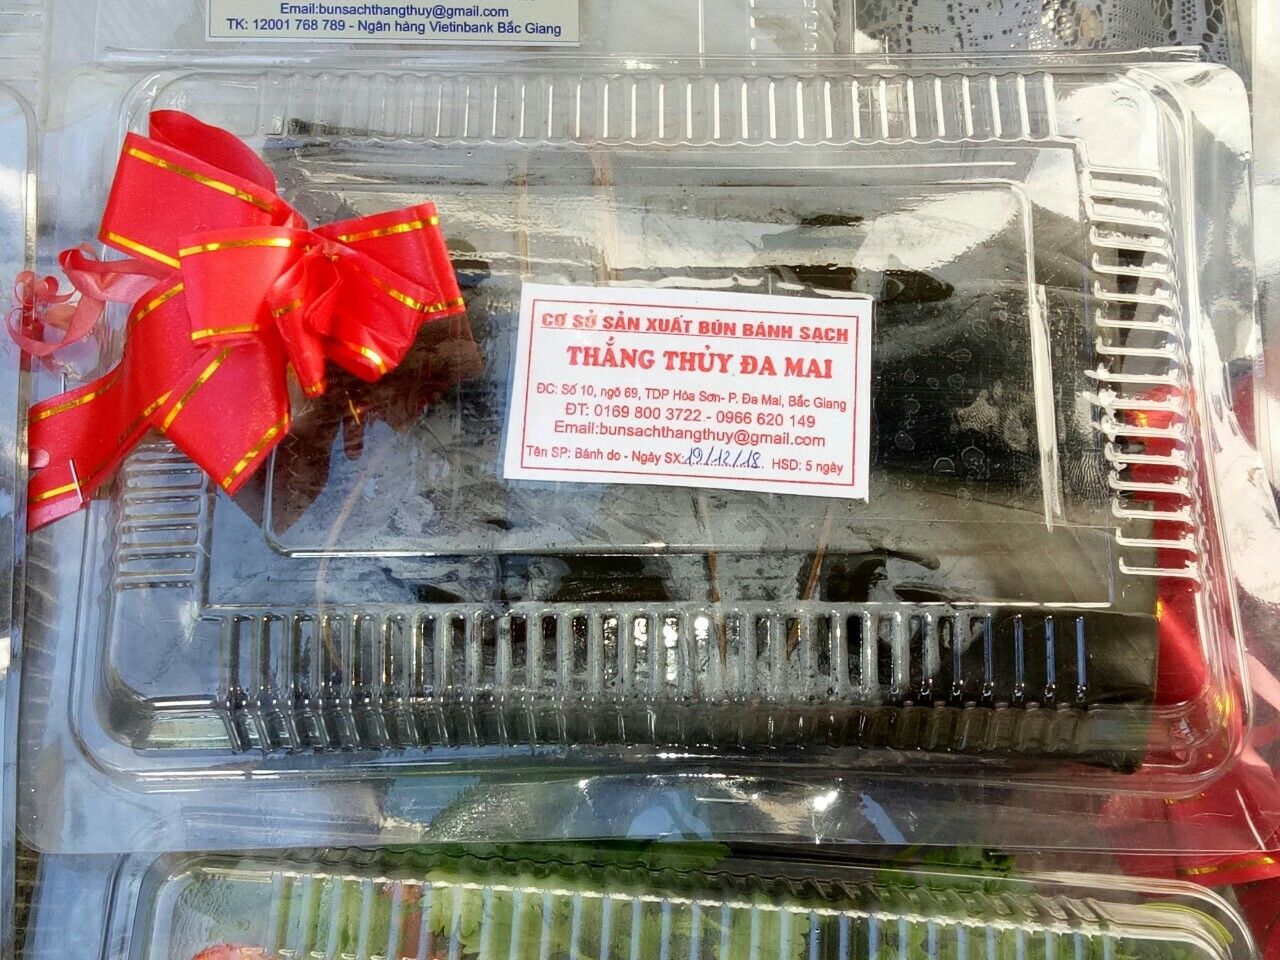 Email:bunsachthangthuy@gmail.com
TK: 12001 768 789 - Ngân hàng Vietinbank Bắc Giang
CƠ SỞ SẢN XUẤT BÚN BÁNH SẠCH
THẮNG THỦY ĐA MAI
ĐC: Số 10, ngõ 69, TDP Hòa Sơn- P. Đa Mai, Bắc Giang
ĐT: 0169 800 3722 - 0966 620 149
Email:bunsachthangthuy@gmail.com
Tên SP: Bánh do - Ngày SX: 19/12/18. HSD: 5 ngày